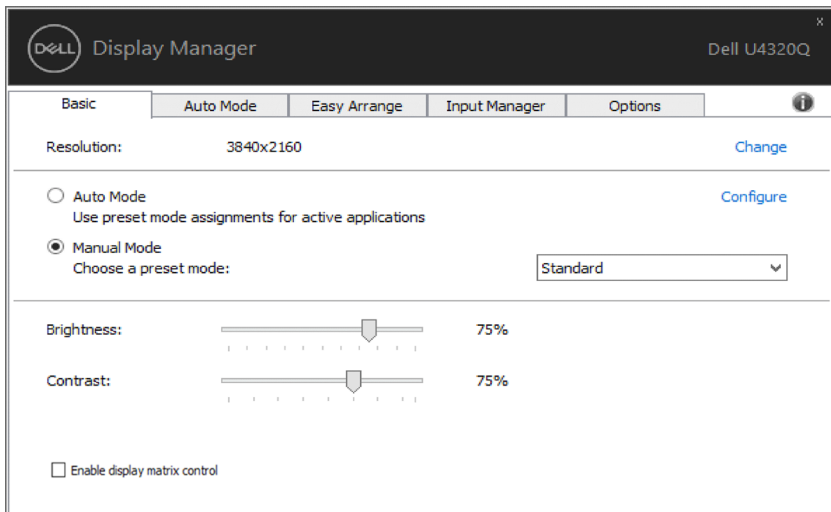 x
DELL Display Manager Dell U4320Q
Basic Auto Mode Easy Arrange Input Manager Options i
Resolution: 3840x2160 Change
Auto Mode Configure
Use preset mode assignments for active applications
Manual Mode
Choose a preset mode: Standard
Brightness: 75%
Contrast: 75%
Enable display matrix control